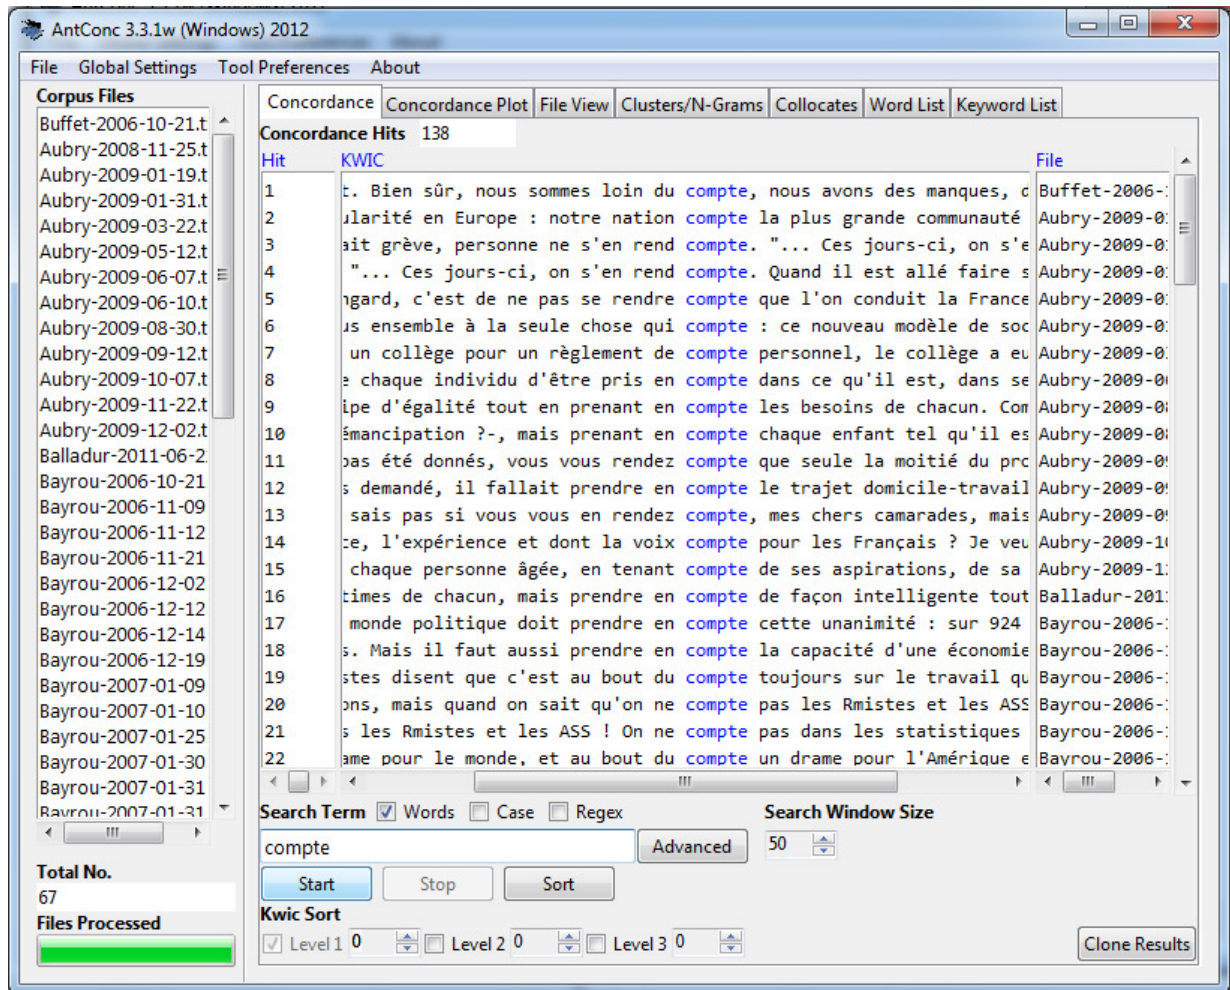 AntConc 3.3.1w (Windows) 2012
File Global Settings Tool Preferences About
Corpus Files
Buffet-2006-10-21.t
Aubry-2008-11-25.t
Aubry-2009-01-19.t
Aubry-2009-01-31.t
Aubry-2009-03-22.t
Aubry-2009-05-12.t
Aubry-2009-06-07.t
Aubry-2009-06-10.t
Aubry-2009-08-30.t
Aubry-2009-09-12.t
Aubry-2009-10-07.t
Aubry-2009-11-22.t
Aubry-2009-12-02.t
Balladur-2011-06-2
Bayrou-2006-10-21
Bayrou-2006-11-09
Bayrou-2006-11-12
Bayrou-2006-11-21
Bayrou-2006-12-02
Bayrou-2006-12-12
Bayrou-2006-12-14
Bayrou-2006-12-19
Bayrou-2007-01-09
Bayrou-2007-01-10
Bayrou-2007-01-25
Bayrou-2007-01-30
Bayrou-2007-01-31
Bayrou-2007-01-31
Total No.
67
Files Processed
Concordance Concordance Plot File View Clusters/N-Grams Collocates Word List Keyword List
Concordance Hits 138
Hit KWIC File
1 t. Bien sûr, nous sommes loin du compte, nous avons des manques, d Buffet-2006-
2 ularité en Europe : notre nation compte la plus grande communauté Aubry-2009-0
3 ait grève, personne ne s'en rend compte. "... Ces jours-ci, on s'e Aubry-2009-0
4 "... Ces jours-ci, on s'en rend compte. Quand il est allé faire s Aubry-2009-0
5 ngard, c'est de ne pas se rendre compte que l'on conduit la France Aubry-2009-0
6 us ensemble à la seule chose qui compte : ce nouveau modèle de soc Aubry-2009-0
7 un collège pour un règlement de compte personnel, le collège a eu Aubry-2009-0
8 e chaque individu d'être pris en compte dans ce qu'il est, dans se Aubry-2009-0
9 ipe d'égalité tout en prenant en compte les besoins de chacun. Com Aubry-2009-0
10 émancipation ?-, mais prenant en compte chaque enfant tel qu'il es Aubry-2009-0
11 pas été donnés, vous vous rendez compte que seule la moitié du pro Aubry-2009-0
12 s demandé, il fallait prendre en compte le trajet domicile-travail Aubry-2009-0
13 sais pas si vous vous en rendez compte, mes chers camarades, mais Aubry-2009-0
14 ce, l'expérience et dont la voix compte pour les Français ? Je veu Aubry-2009-1
15 chaque personne âgée, en tenant compte de ses aspirations, de sa Aubry-2009-1
16 times de chacun, mais prendre en compte de façon intelligente tout Balladur-201
17 monde politique doit prendre en compte cette unanimité : sur 924 Bayrou-2006-
18 s. Mais il faut aussi prendre en compte la capacité d'une économie Bayrou-2006-
19 stes disent que c'est au bout du compte toujours sur le travail qu Bayrou-2006-
20 ons, mais quand on sait qu'on ne compte pas les Rmistes et les ASS Bayrou-2006-
21 s les Rmistes et les ASS ! On ne compte pas dans les statistiques Bayrou-2006-
22 ame pour le monde, et au bout du compte un drame pour l'Amérique e Bayrou-2006-
Search Term Words Case Regex Search Window Size
compte Advanced 50
Start Stop Sort
Kwic Sort
Level 1 0 Level 2 0 Level 3 0 Clone Results